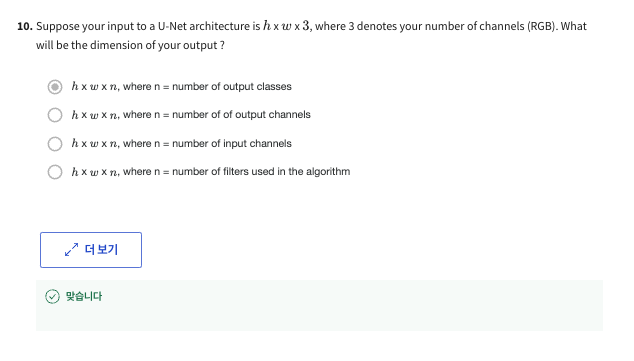 10. Suppose your input to a U-Net architecture is h x w x 3, where 3 denotes your number of channels (RGB). What
will be the dimension of your output ?
h x w x n, where n = number of output classes
h x w x n, where n = number of of output channels
h x w x n, where n = number of input channels
h x w x n, where n = number of filters used in the algorithm
더 보기
맞습니다